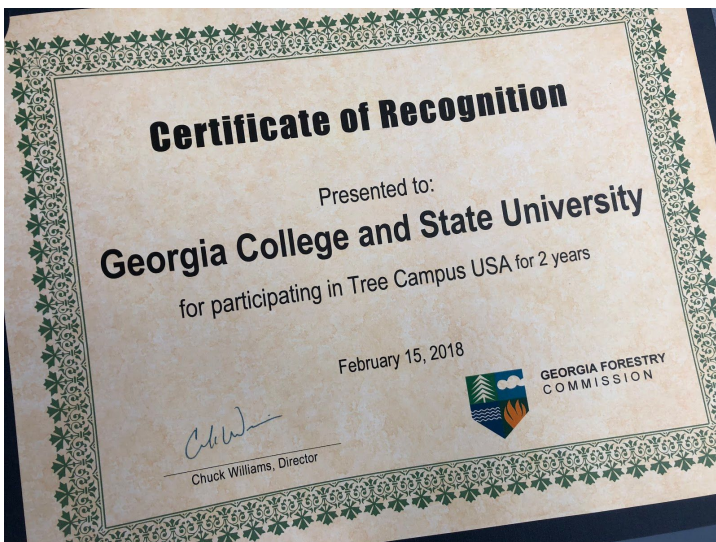 Certificate of Recognition
Presented to:
Georgia College and State University
for participating in Tree Campus USA for 2 years
February 15, 2018
GEORGIA FORESTRY
COMMISSION
Chuck Williams, Director